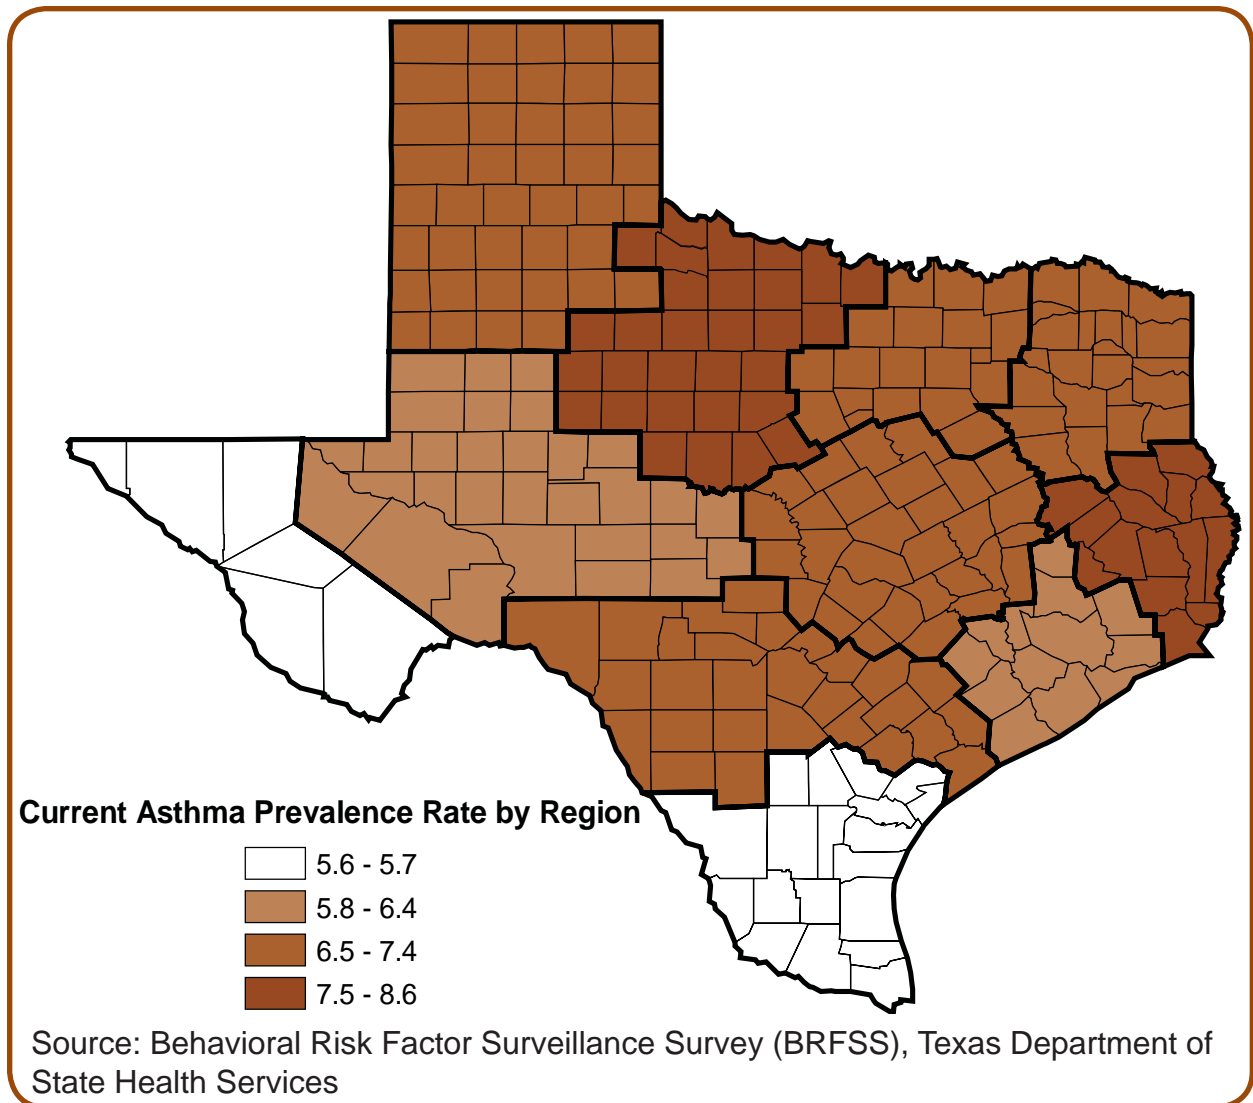 Current Asthma Prevalence Rate by Region
5.6 - 5.7
5.8 - 6.4
6.5 - 7.4
7.5 - 8.6
Source: Behavioral Risk Factor Surveillance Survey (BRFSS), Texas Department of
State Health Services